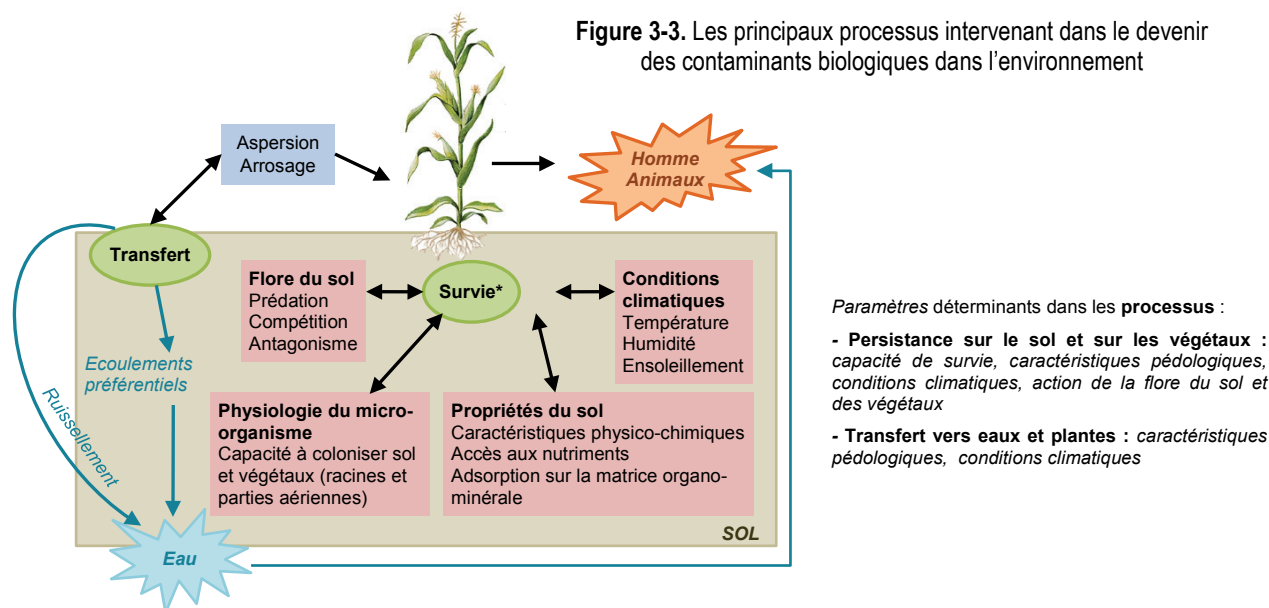 Figure 3-3. Les principaux processus intervenant dans le devenir
des contaminants biologiques dans l'environnement
Aspersion
Arrosage
Homme
Animaux
Transfert
Flore du sol
Prédation
Compétition
Antagonisme
Survie*
Conditions
climatiques
Température
Humidité
Ensoleillement
Ecoulements
préférentiels
Ruissellement
Physiologie du micro-
organisme
Capacité à coloniser sol
et végétaux (racines et
parties aériennes)
Propriétés du sol
Caractéristiques physico-chimiques
Accès aux nutriments
Adsorption sur la matrice organo-
minérale
SOL
Eau
Paramètres déterminants dans les processus :
- Persistance sur le sol et sur les végétaux :
capacité de survie, caractéristiques pédologiques,
conditions climatiques, action de la flore du sol et
des végétaux
- Transfert vers eaux et plantes : caractéristiques
pédologiques, conditions climatiques